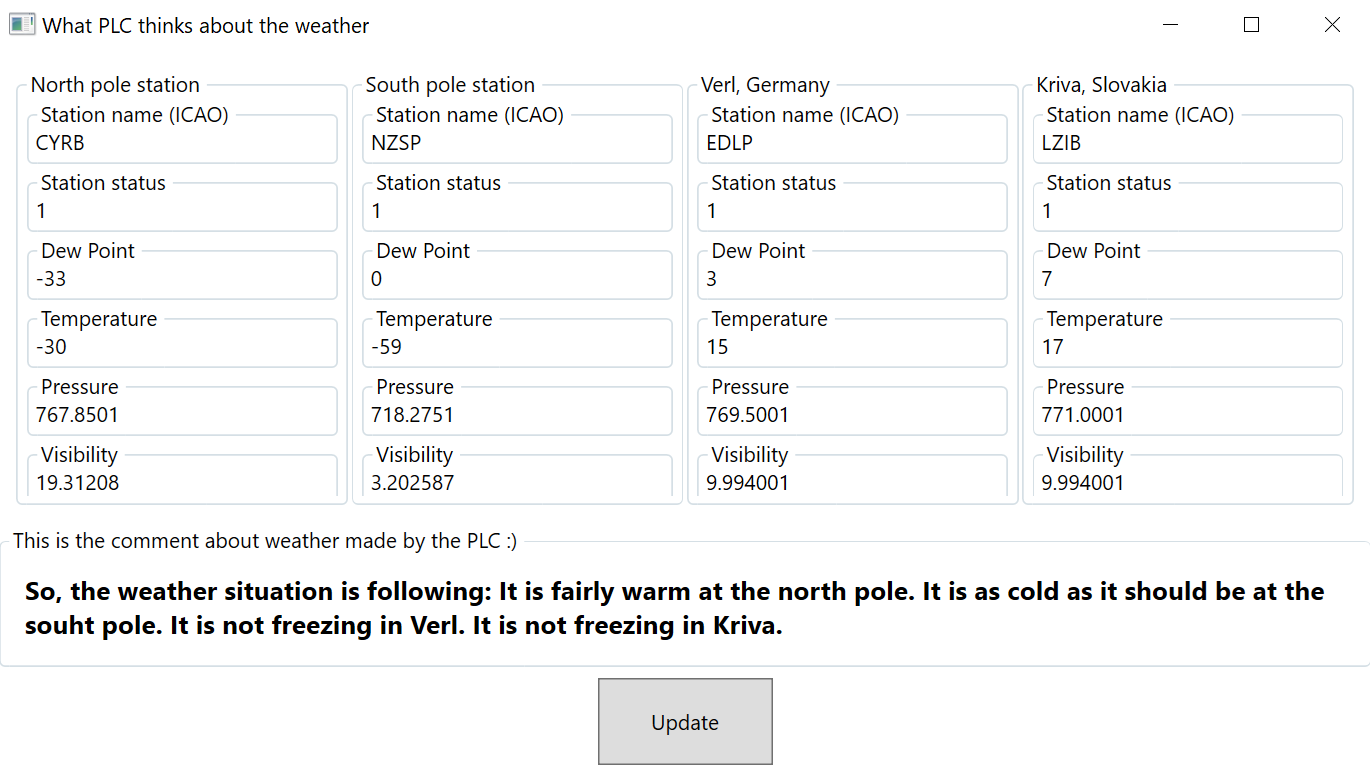 What PLC thinks about the weather
North pole station
Station name (ICAO)
CYRB
Station status
1
Dew Point
-33
Temperature
-30
Pressure
767.8501
Visibility
19.31208
South pole station
Station name (ICAO)
NZSP
Station status
1
Dew Point
0
Temperature
-59
Pressure
718.2751
Visibility
3.202587
Verl, Germany
Station name (ICAO)
EDLP
Station status
1
Dew Point
3
Temperature
15
Pressure
769.5001
Visibility
9.994001
Kriva, Slovakia
Station name (ICAO)
LZIB
Station status
1
Dew Point
7
Temperature
17
Pressure
771.0001
Visibility
9.994001
This is the comment about weather made by the PLC :)
So, the weather situation is following: It is fairly warm at the north pole. It is as cold as it should be at the
souht pole. It is not freezing in Verl. It is not freezing in Kriva.
Update